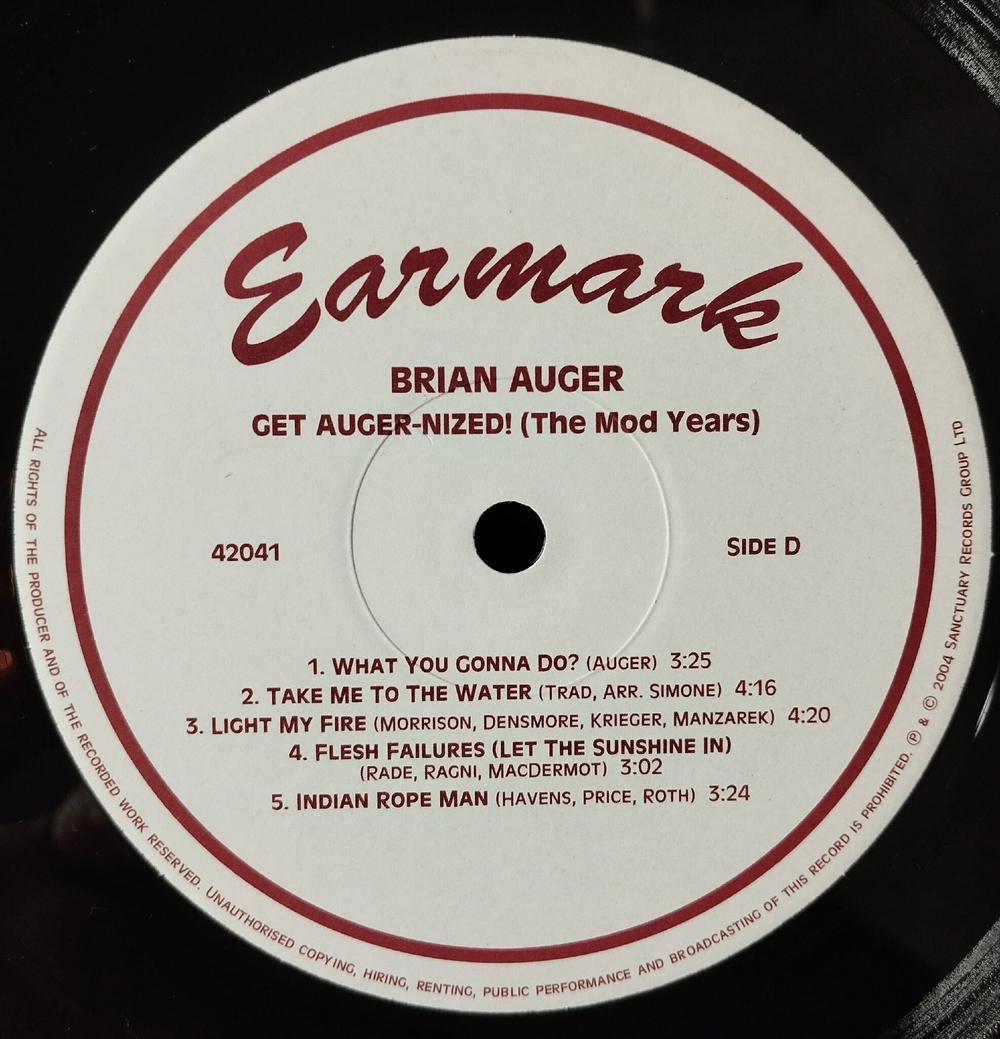 Earmark
BRIAN AUGER
GET AUGER-NIZED! (The Mod Years)
42041
SIDE D
1. WHAT YOU GONNA DO? (AUGER) 3:25
2. TAKE ME TO THE WATER (TRAD, ARR. SIMONE) 4:16
3. LIGHT MY FIRE (MORRISON, DENSMORE, KRIEGER, MANZAREK) 4:20
4. FLESH FAILURES (LET THE SUNSHINE IN)
(RADE, RAGNI, MACDERMOT) 3:02
5. INDIAN ROPE MAN (HAVENS, PRICE, ROTH) 3:24
ALL RIGHTS OF THE PRODUCER AND OF THE RECORDED WORK RESERVED. UNAUTHORISED COPYING, HIRING, RENTING, PUBLIC PERFORMANCE AND BROADCASTING OF THIS RECORD IS PROHIBITED. ℗ & © 2004 SANCTUARY RECORDS GROUP LTD